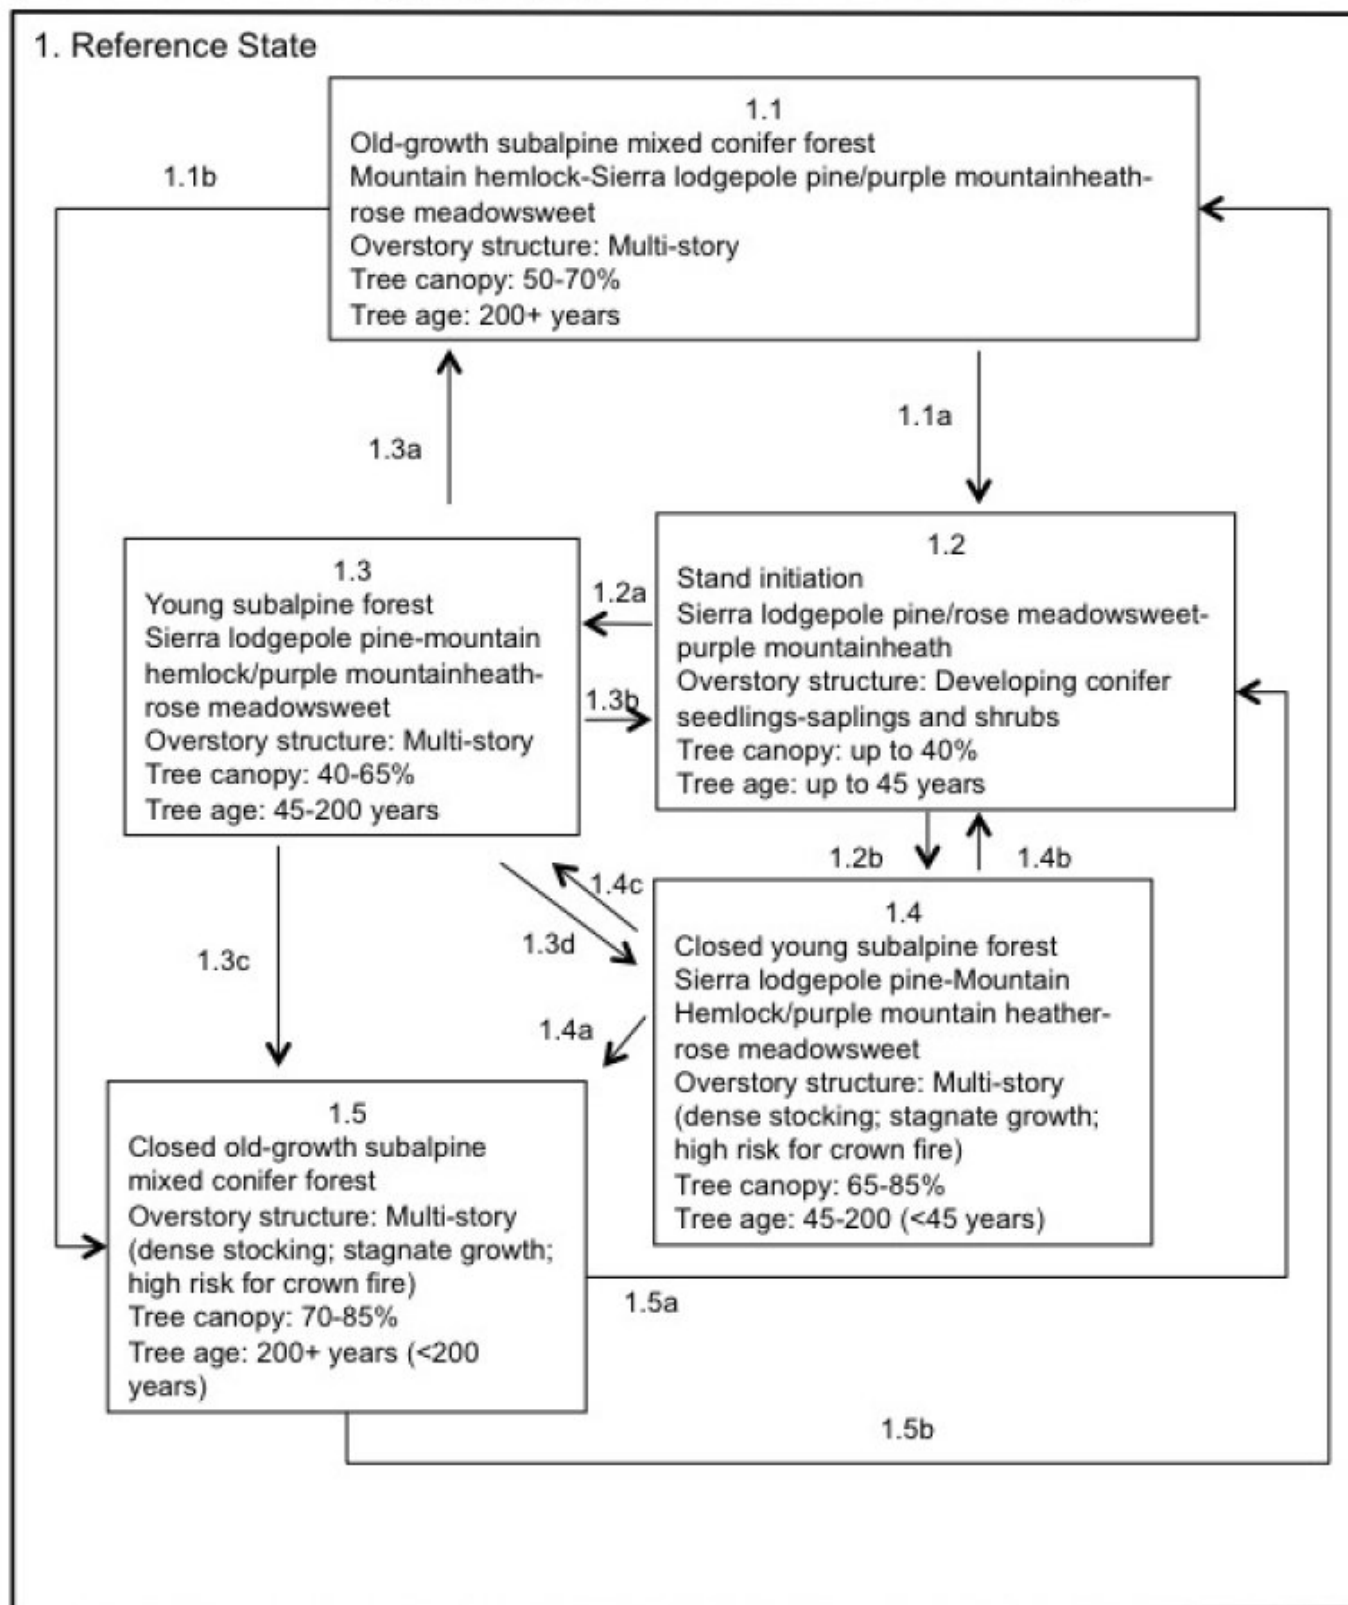 1. Reference State
1.1
Old-growth subalpine mixed conifer forest
Mountain hemlock-Sierra lodgepole pine/purple mountainheath-
rose meadowsweet
Overstory structure: Multi-story
Tree canopy: 50-70%
Tree age: 200+ years
1.1b
1.1a
1.3a
1.3
Young subalpine forest
Sierra lodgepole pine-mountain
hemlock/purple mountainheath-
rose meadowsweet
Overstory structure: Multi-story
Tree canopy: 40-65%
Tree age: 45-200 years
1.2a
1.3b
1.2
Stand initiation
Sierra lodgepole pine/rose meadowsweet-
purple mountainheath
Overstory structure: Developing conifer
seedlings-saplings and shrubs
Tree canopy: up to 40%
Tree age: up to 45 years
1.2b
1.4b
1.4c
1.3d
1.3c
1.4a
1.4
Closed young subalpine forest
Sierra lodgepole pine-Mountain
Hemlock/purple mountain heather-
rose meadowsweet
Overstory structure: Multi-story
(dense stocking; stagnate growth;
high risk for crown fire)
Tree canopy: 65-85%
Tree age: 45-200 (<45 years)
1.5
Closed old-growth subalpine
mixed conifer forest
Overstory structure: Multi-story
(dense stocking; stagnate growth;
high risk for crown fire)
Tree canopy: 70-85%
Tree age: 200+ years (<200
years)
1.5a
1.5b